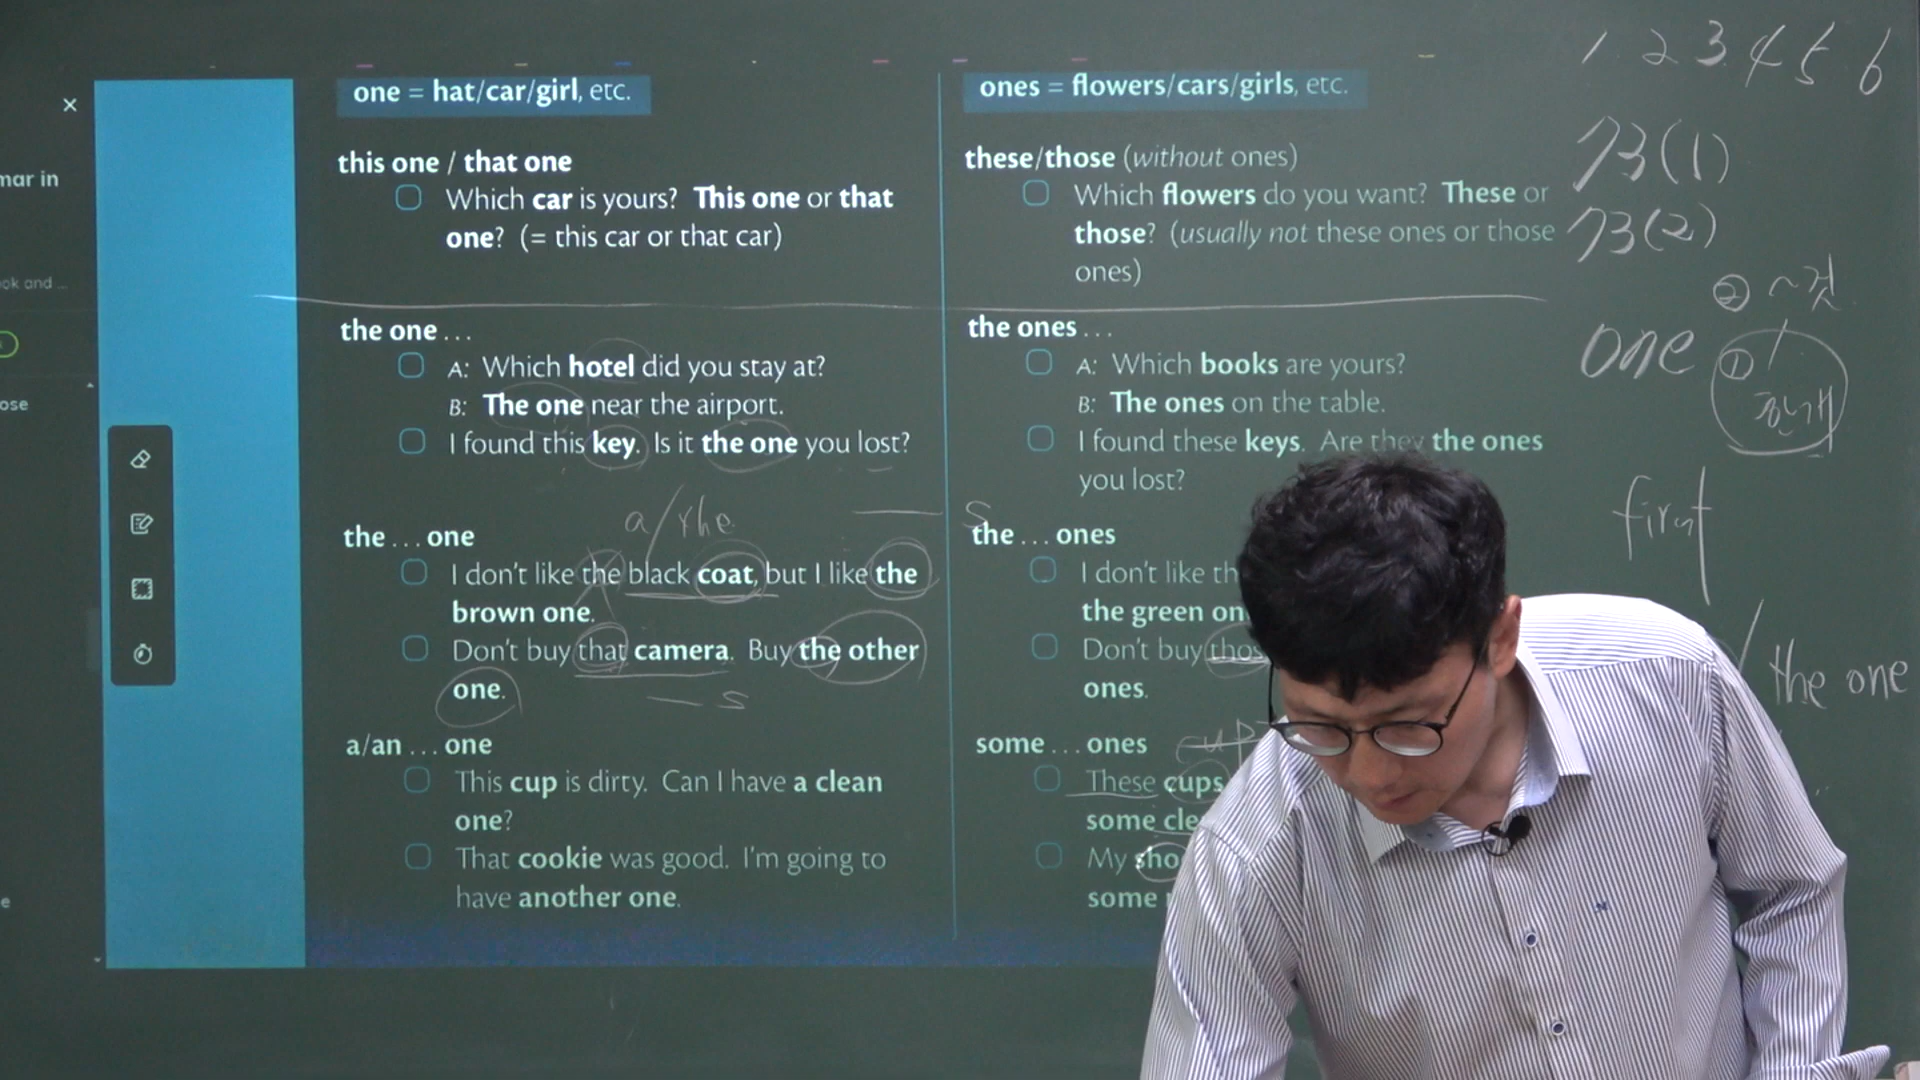 mar in
ok and ...
ose
e
one = hat/car/girl, etc.
this one / that one
Which car is yours? This one or that
one? (= this car or that car)
the one ...
A: Which hotel did you stay at?
B: The one near the airport.
I found this key. Is it the one you lost?
a/the
the ... one
I don't like the black coat, but I like the
brown one.
Don't buy that camera. Buy the other
one.
s
a/an ... one
This cup is dirty. Can I have a clean
one?
That cookie was good. I'm going to
have another one.
ones = flowers/cars/girls, etc.
these/those (without ones)
Which flowers do you want? These or
those? (usually not these ones or those
ones)
the ones ...
A: Which books are yours?
B: The ones on the table.
I found these keys. Are they the ones
you lost?
s
the ... ones
I don't like th
the green on
Don't buy thos
ones.
cup
some ... ones
These cups
some cle
My sho
some
1 2 3 4 5 6
73(1)
73(2)
② ~것
one ①
한개
first
/ the one
N